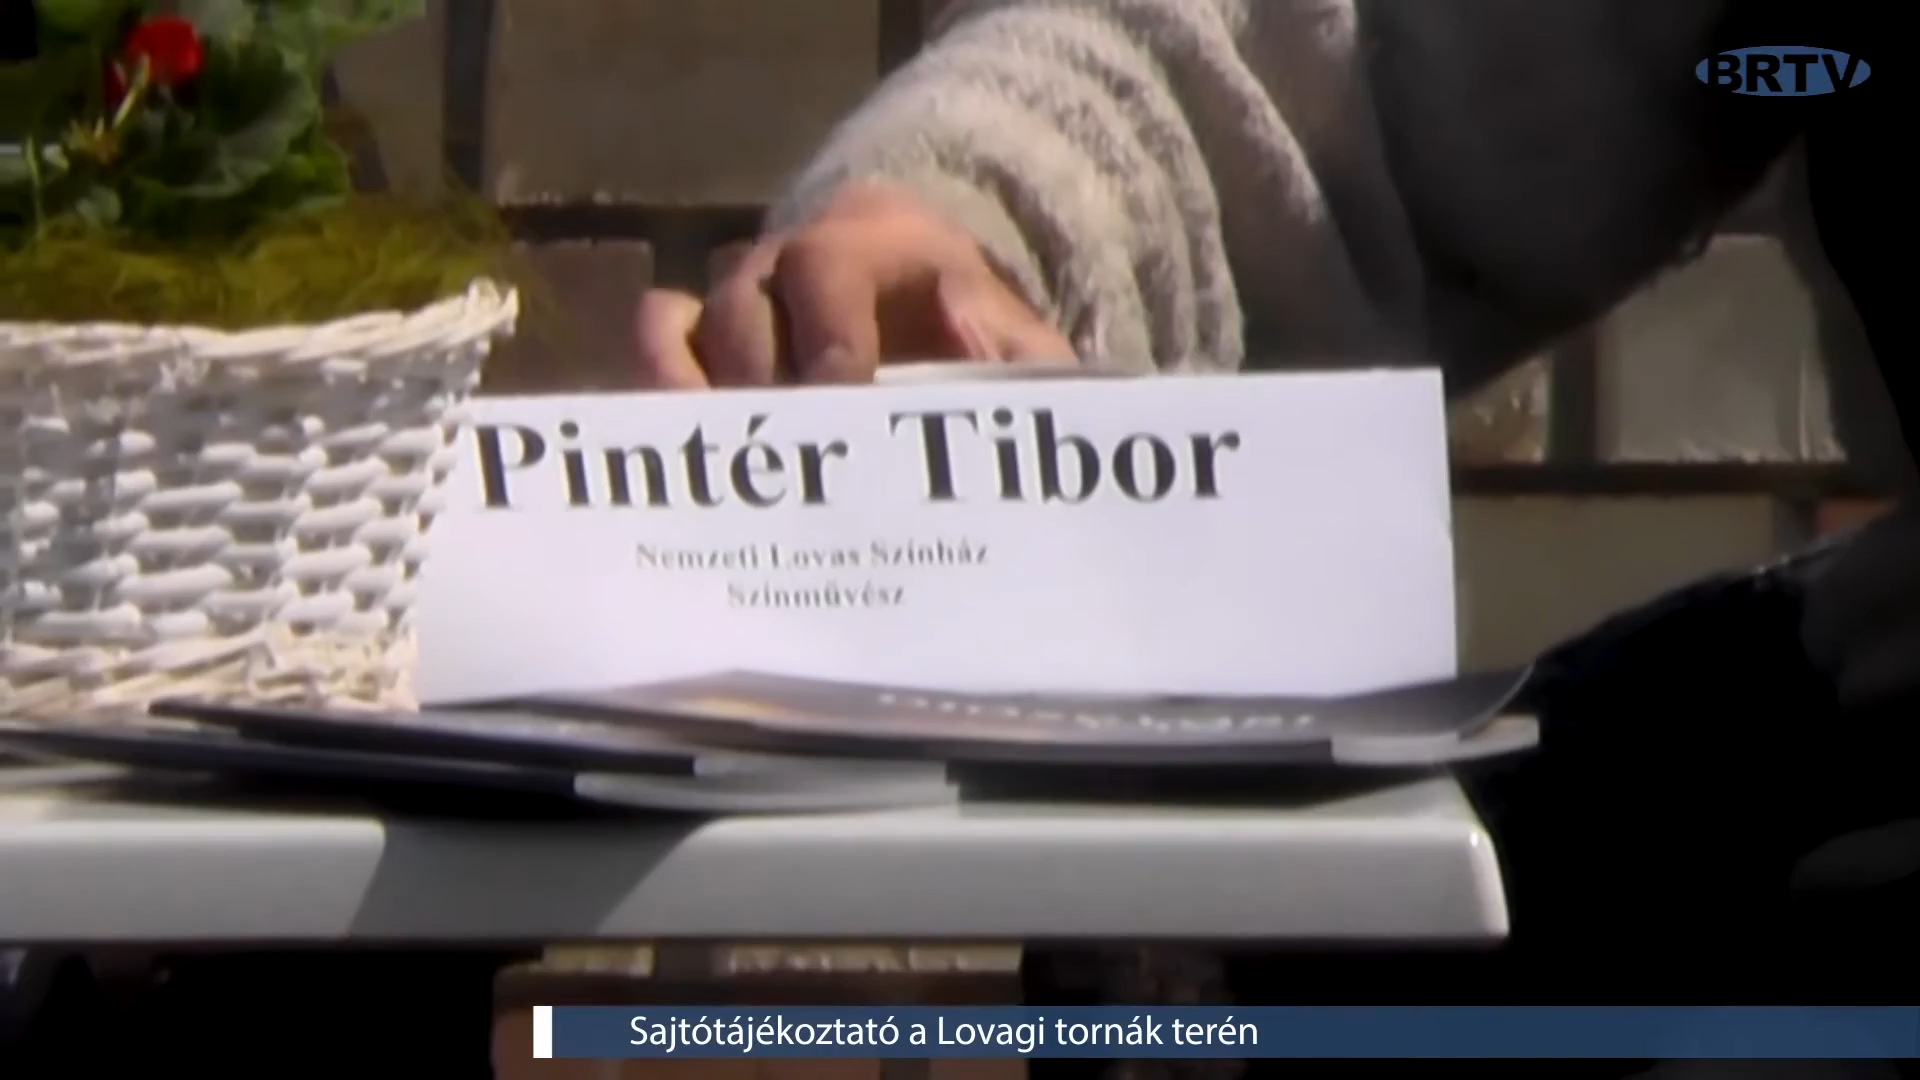 BRTV
Pintér Tibor
Nemzeti Lovas Színház
Színművész
Sajtótájékoztató a Lovagi tornák terén